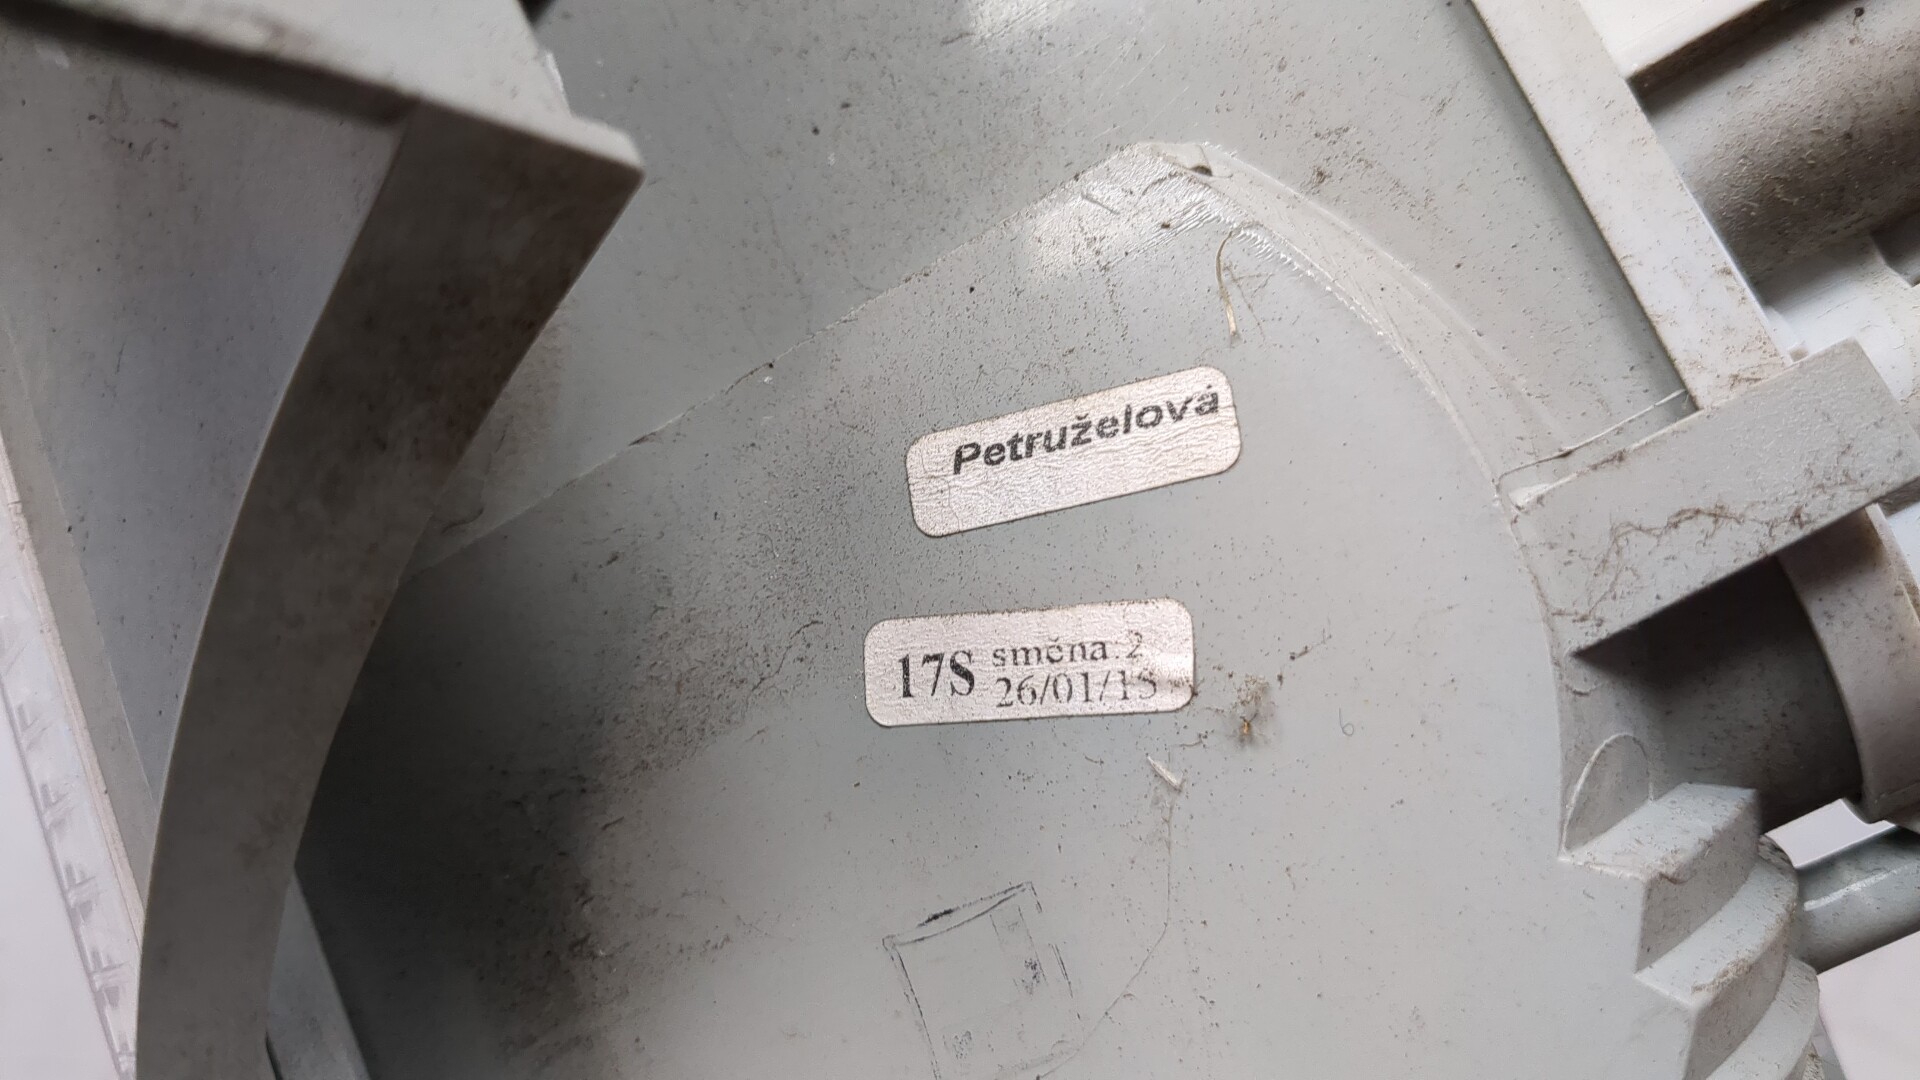 Petruželová
17S směna 2
26/01/15